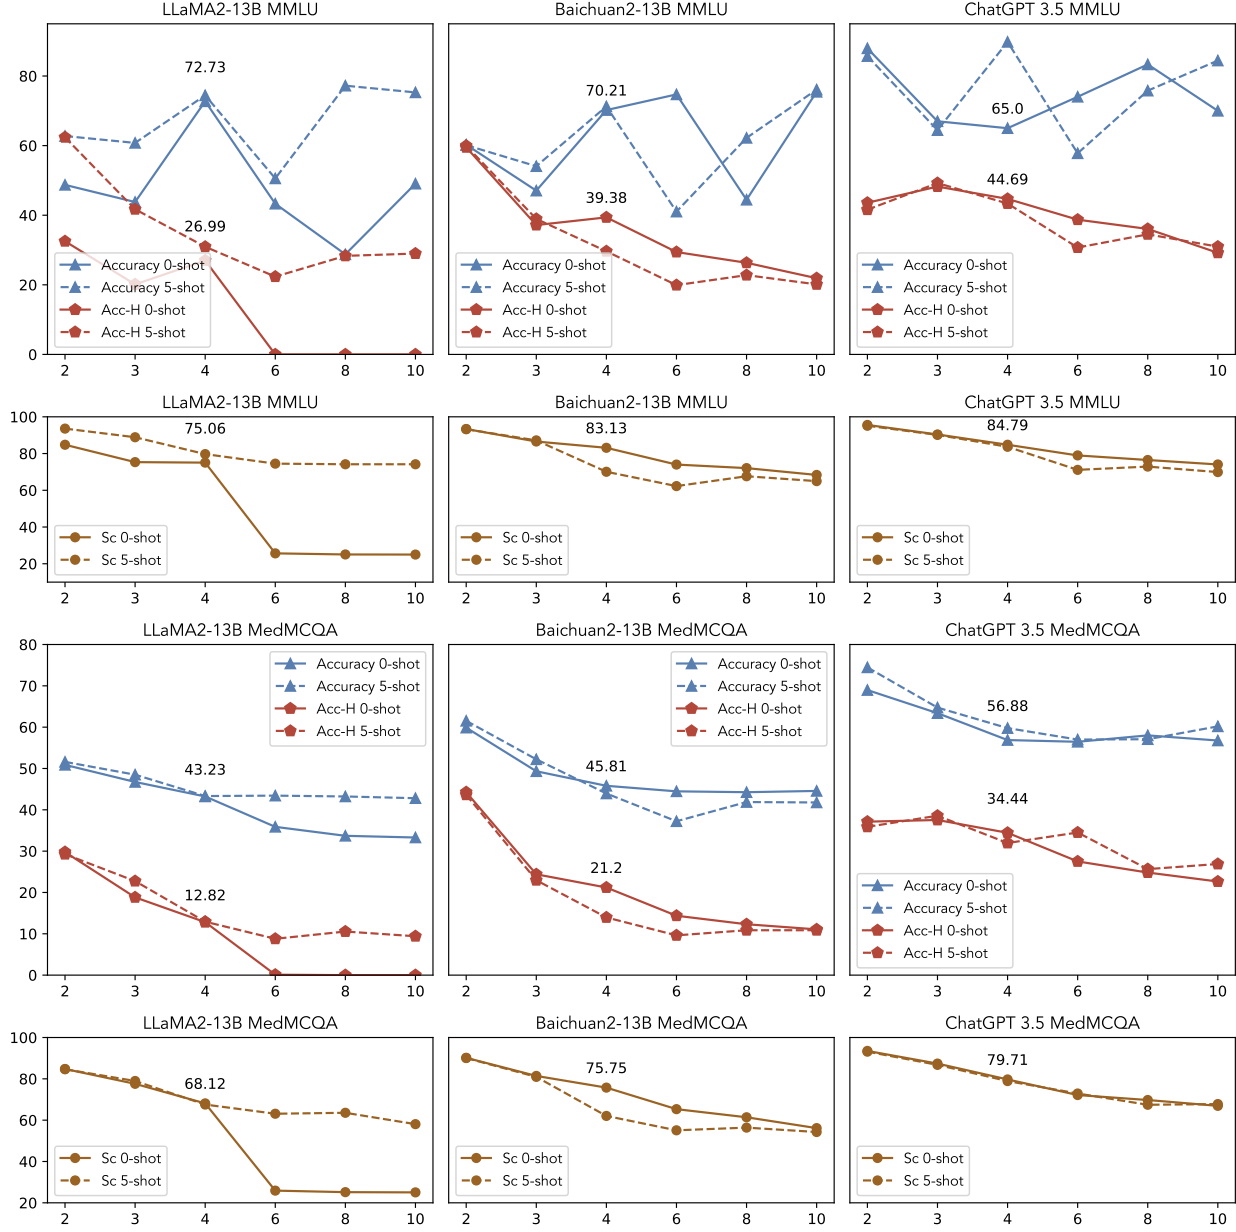 LLaMA2-13B MMLU
Baichuan2-13B MMLU
ChatGPT 3.5 MMLU
80
60
40
20
0
72.73
26.99
Accuracy 0-shot
Accuracy 5-shot
Acc-H 0-shot
Acc-H 5-shot
2 3 4 6 8 10
70.21
39.38
Accuracy 0-shot
Accuracy 5-shot
Acc-H 0-shot
Acc-H 5-shot
2 3 4 6 8 10
65.0
44.69
Accuracy 0-shot
Accuracy 5-shot
Acc-H 0-shot
Acc-H 5-shot
2 3 4 6 8 10
LLaMA2-13B MMLU
Baichuan2-13B MMLU
ChatGPT 3.5 MMLU
100
80
60
40
20
75.06
Sc 0-shot
Sc 5-shot
2 3 4 6 8 10
83.13
Sc 0-shot
Sc 5-shot
2 3 4 6 8 10
84.79
Sc 0-shot
Sc 5-shot
2 3 4 6 8 10
LLaMA2-13B MedMCQA
Baichuan2-13B MedMCQA
ChatGPT 3.5 MedMCQA
80
70
60
50
40
30
20
10
0
Accuracy 0-shot
Accuracy 5-shot
Acc-H 0-shot
Acc-H 5-shot
43.23
12.82
2 3 4 6 8 10
Accuracy 0-shot
Accuracy 5-shot
Acc-H 0-shot
Acc-H 5-shot
45.81
21.2
2 3 4 6 8 10
56.88
34.44
Accuracy 0-shot
Accuracy 5-shot
Acc-H 0-shot
Acc-H 5-shot
2 3 4 6 8 10
LLaMA2-13B MedMCQA
Baichuan2-13B MedMCQA
ChatGPT 3.5 MedMCQA
100
80
60
40
20
68.12
Sc 0-shot
Sc 5-shot
2 3 4 6 8 10
75.75
Sc 0-shot
Sc 5-shot
2 3 4 6 8 10
79.71
Sc 0-shot
Sc 5-shot
2 3 4 6 8 10